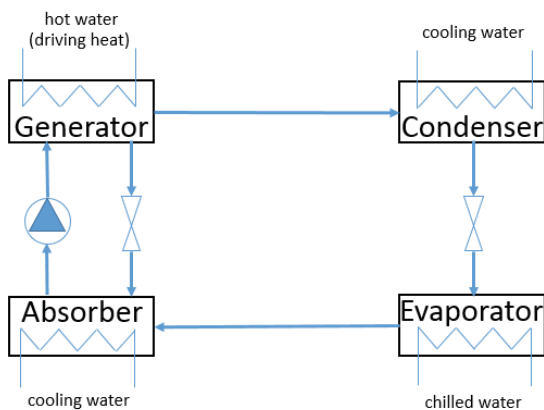 hot water
(driving heat)
cooling water
Generator
Condenser
Absorber
Evaporator
cooling water
chilled water